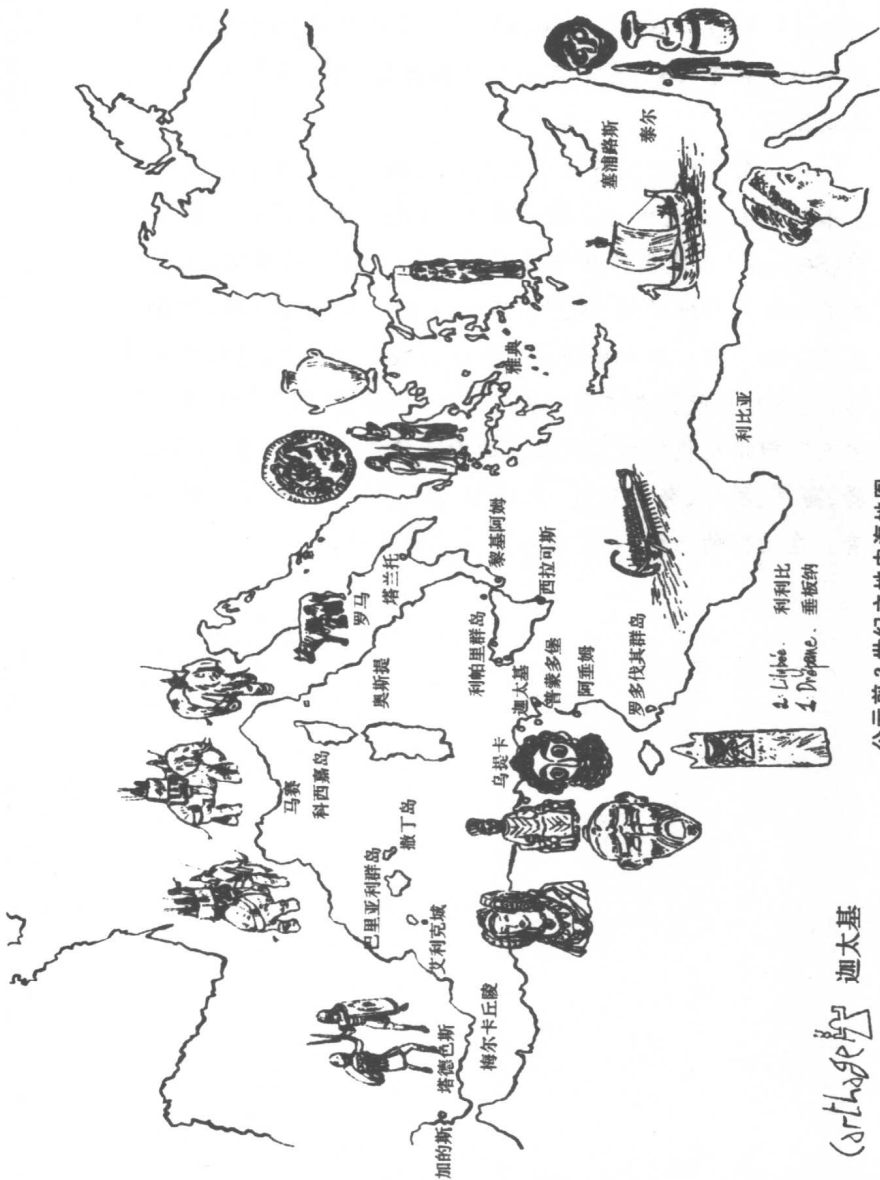 马赛
科西嘉岛
罗马
塔兰托
奥斯提
巴里亚利群岛
撒丁岛
艾利克城
加的斯
塔德色斯
梅尔卡丘陵
利帕里群岛
黎基阿姆
西拉可斯
雅典
塞浦路斯
泰尔
乌提卡
迦太基
普蒙多堡
阿垂姆
罗多伐其群岛
利比亚
2. Lilybée. 利利比
1. Drépane、垂板纳
Carthage 迦太基
公元前3世纪之地中海地图